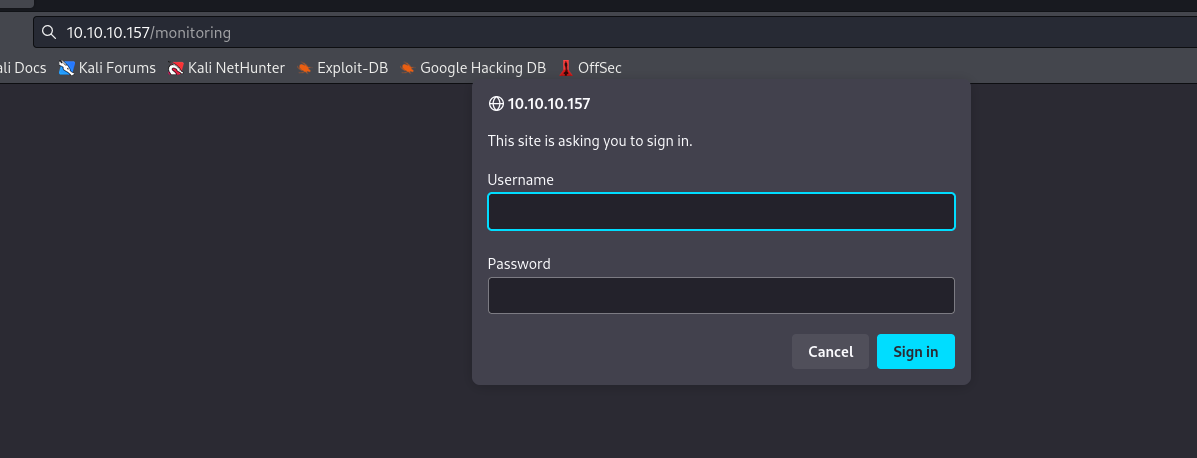 10.10.10.157/monitoring
ali Docs Kali Forums Kali NetHunter Exploit-DB Google Hacking DB OffSec
10.10.10.157
This site is asking you to sign in.
Username
Password
Cancel Sign in